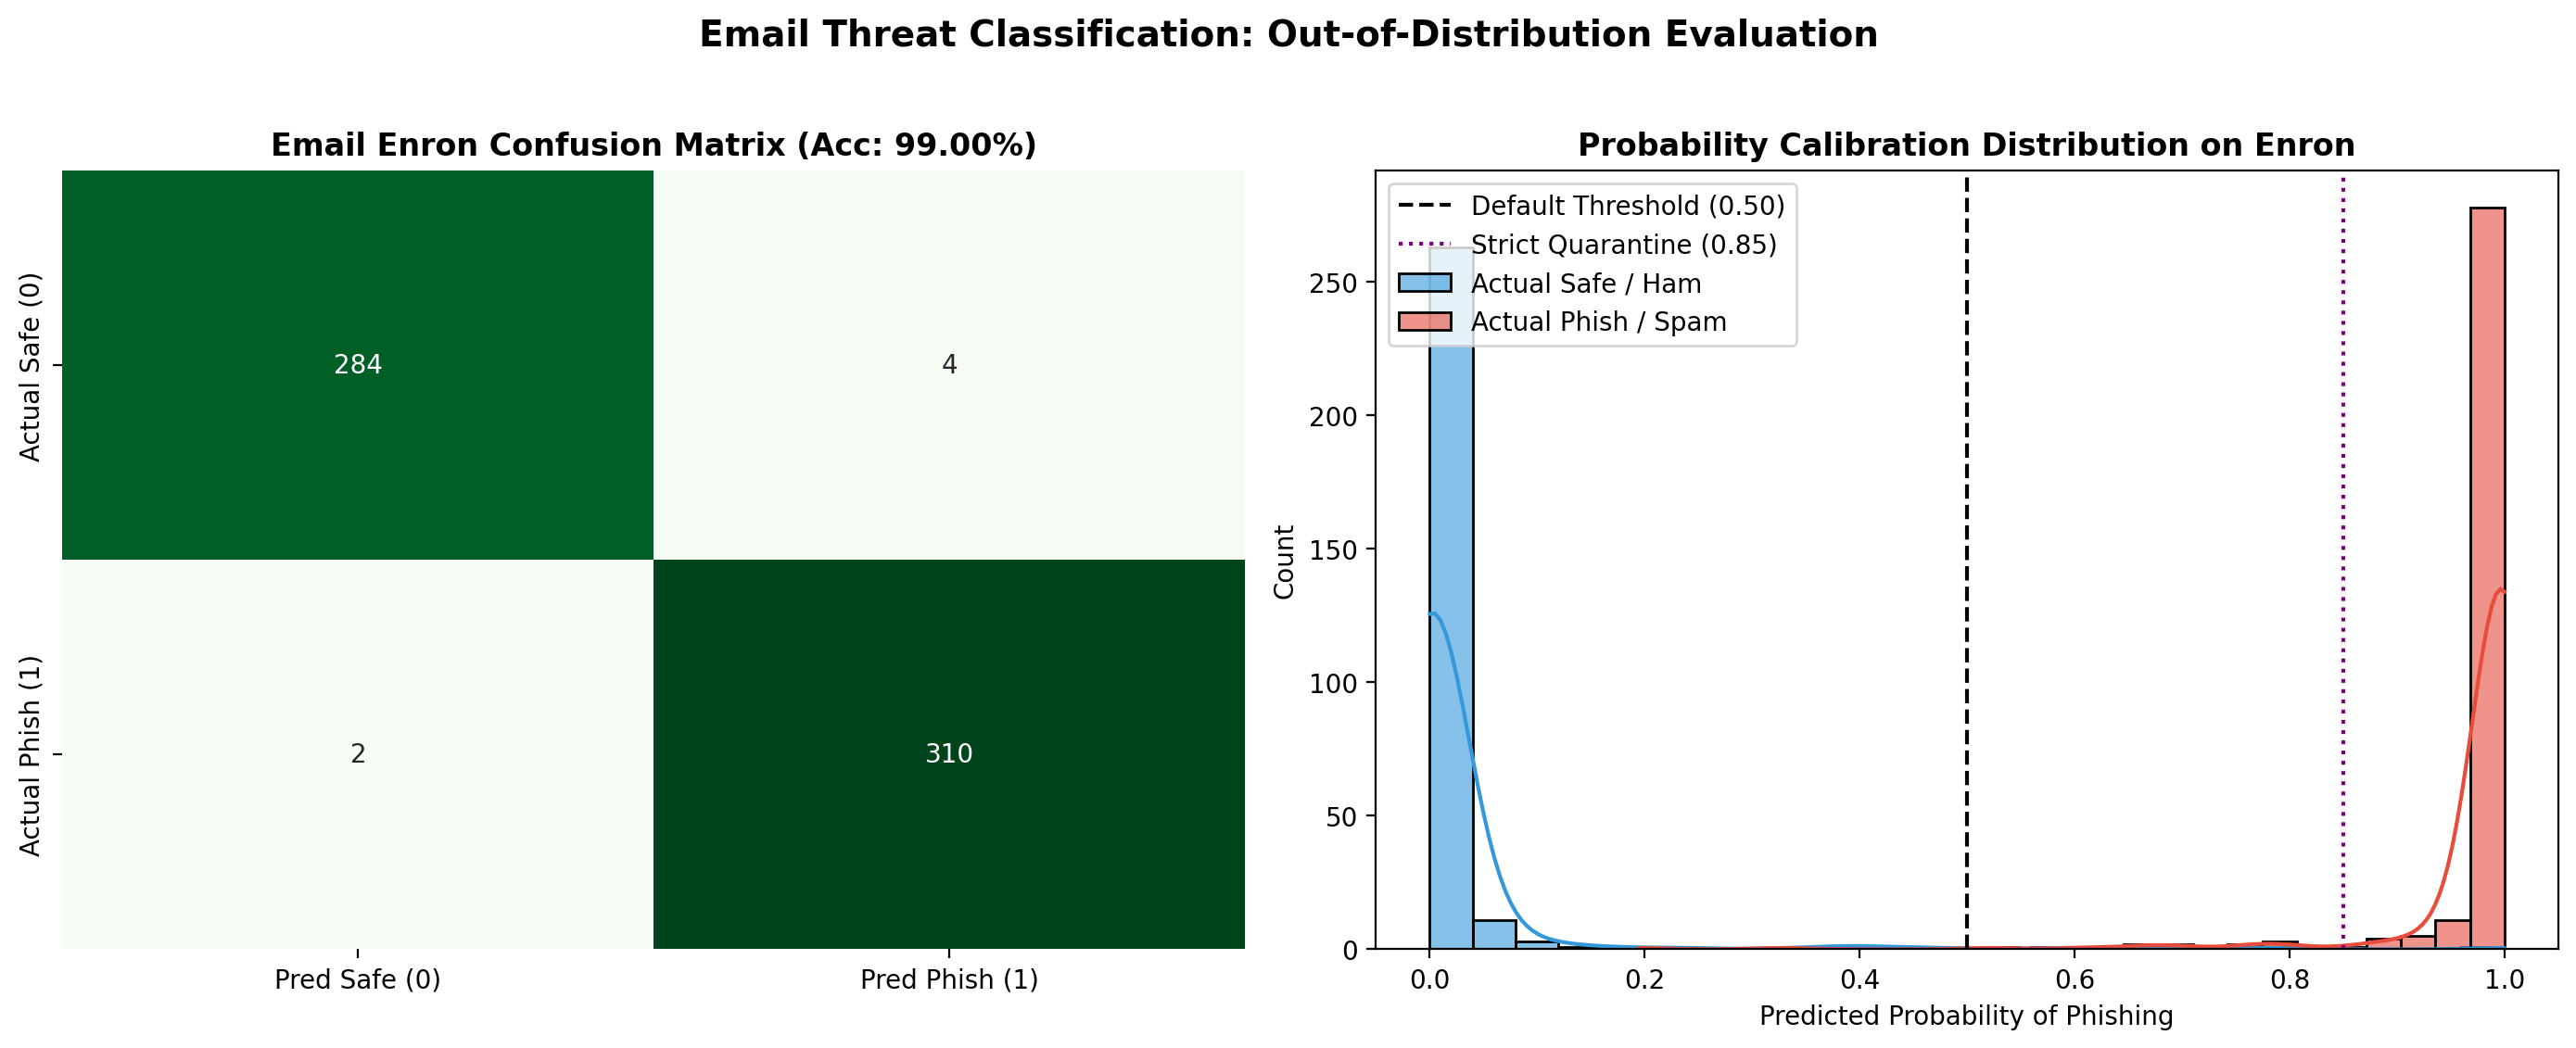 Email Threat Classification: Out-of-Distribution Evaluation
Email Enron Confusion Matrix (Acc: 99.00%)
Actual Safe (0)
Actual Phish (1)
284
4
2
310
Pred Safe (0)
Pred Phish (1)
Probability Calibration Distribution on Enron
Default Threshold (0.50)
Strict Quarantine (0.85)
Actual Safe / Ham
Actual Phish / Spam
Count
250
200
150
100
50
0
0.0
0.2
0.4
0.6
0.8
1.0
Predicted Probability of Phishing